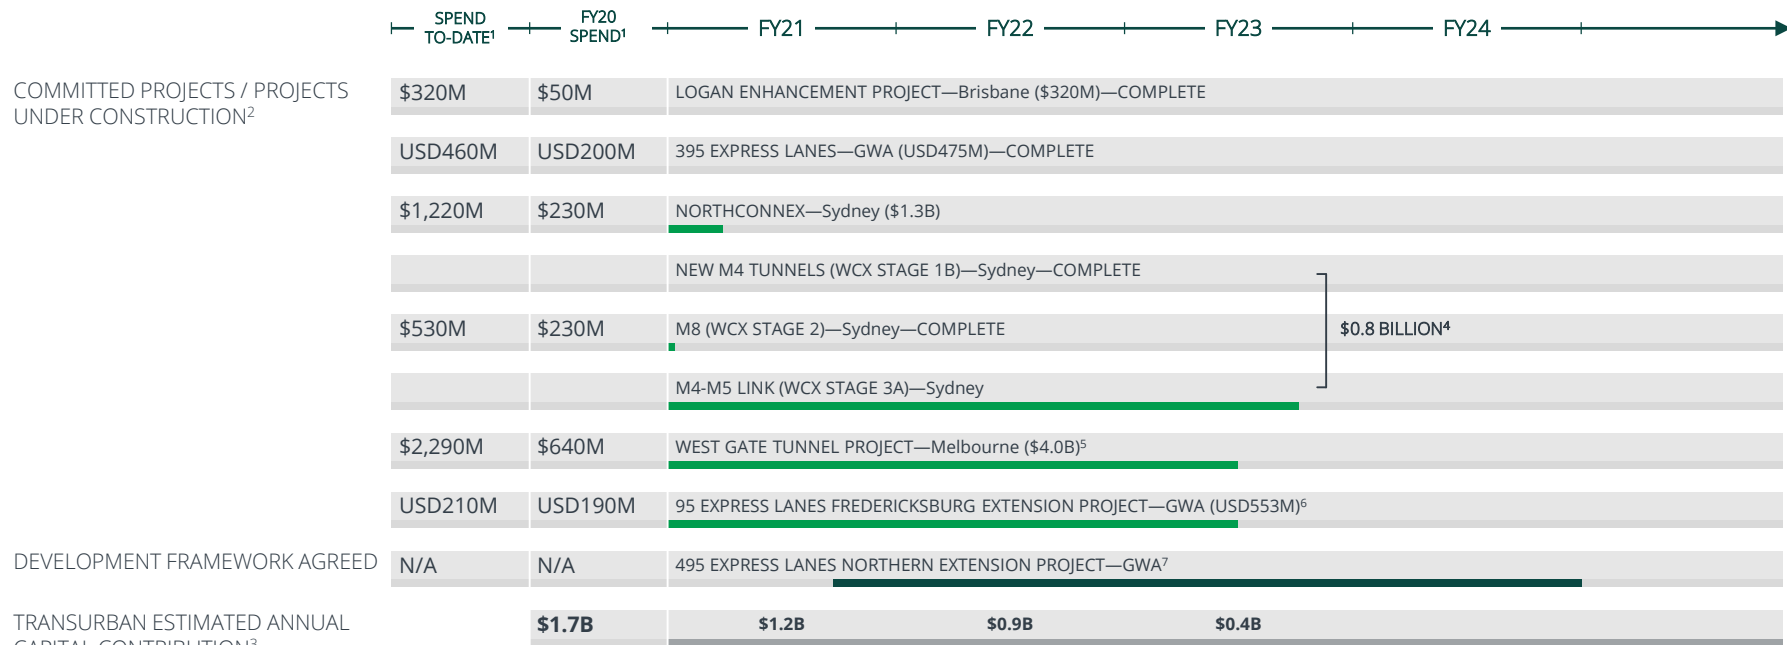 SPEND
TO-DATE¹
FY20
SPEND¹
FY21
FY22
FY23
FY24
COMMITTED PROJECTS / PROJECTS
UNDER CONSTRUCTION²
$320M
$50M
LOGAN ENHANCEMENT PROJECT—Brisbane ($320M)—COMPLETE
USD460M
USD200M
395 EXPRESS LANES—GWA (USD475M)—COMPLETE
$1,220M
$230M
NORTHCONNEX—Sydney ($1.3B)
NEW M4 TUNNELS (WCX STAGE 1B)—Sydney—COMPLETE
$530M
$230M
M8 (WCX STAGE 2)—Sydney—COMPLETE
$0.8 BILLION⁴
M4-M5 LINK (WCX STAGE 3A)—Sydney
$2,290M
$640M
WEST GATE TUNNEL PROJECT—Melbourne ($4.0B)⁵
USD210M
USD190M
95 EXPRESS LANES FREDERICKSBURG EXTENSION PROJECT—GWA (USD553M)⁶
DEVELOPMENT FRAMEWORK AGREED
N/A
N/A
495 EXPRESS LANES NORTHERN EXTENSION PROJECT—GWA⁷
TRANSURBAN ESTIMATED ANNUAL
CAPITAL CONTRIBUTION³
$1.7B
$1.2B
$0.9B
$0.4B